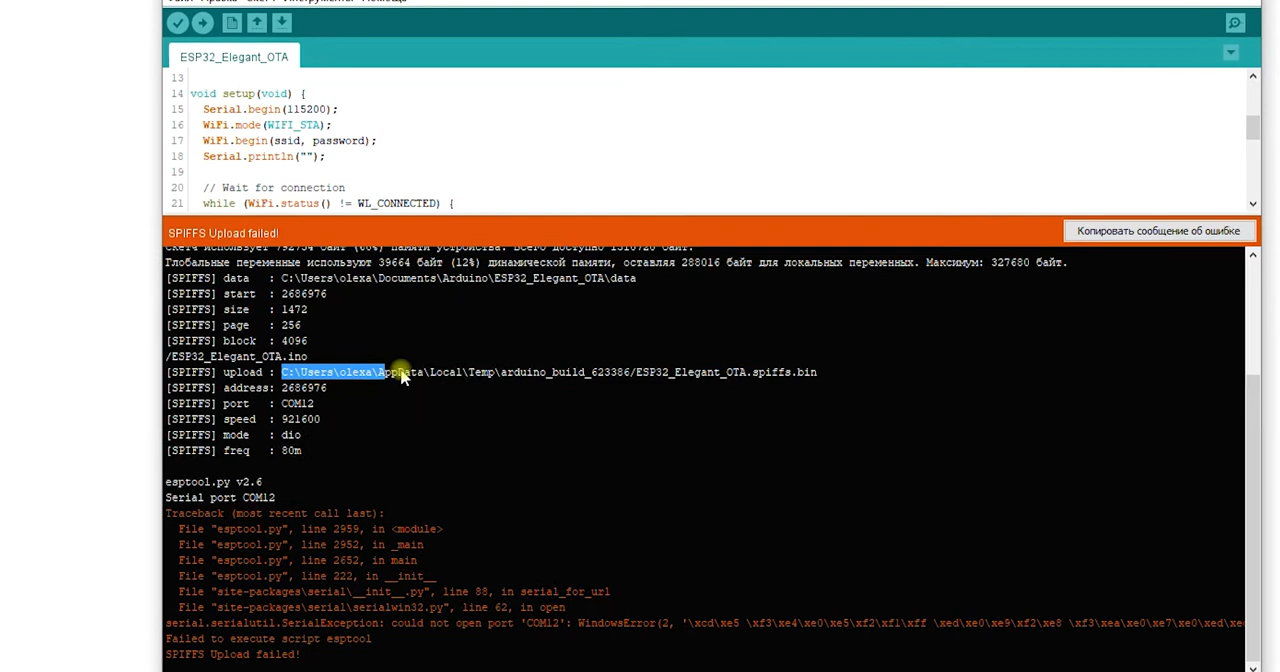 ESP32_Elegant_OTA
13
14 void setup(void) {
15 Serial.begin(115200);
16 WiFi.mode(WIFI_STA);
17 WiFi.begin(ssid, password);
18 Serial.println("");
19
20 // Wait for connection
21 while (WiFi.status() != WL_CONNECTED) {
SPIFFS Upload failed!
Копировать сообщение об ошибке
Глобальные переменные используют 39664 байт (12%) динамической памяти, оставляя 288016 байт для локальных переменных. Максимум: 327680 байт.
[SPIFFS] data : C:\Users\olexa\Documents\Arduino\ESP32_Elegant_OTA\data
[SPIFFS] start : 2686976
[SPIFFS] size : 1472
[SPIFFS] page : 256
[SPIFFS] block : 4096
/ESP32_Elegant_OTA.ino
[SPIFFS] upload : C:\Users\olexa\AppData\Local\Temp\arduino_build_623386/ESP32_Elegant_OTA.spiffs.bin
[SPIFFS] address: 2686976
[SPIFFS] port : COM12
[SPIFFS] speed : 921600
[SPIFFS] mode : dio
[SPIFFS] freq : 80m
esptool.py v2.6
Serial port COM12
Traceback (most recent call last):
File "esptool.py", line 2959, in <module>
File "esptool.py", line 2952, in _main
File "esptool.py", line 2652, in main
File "esptool.py", line 222, in __init__
File "site-packages\serial\__init__.py", line 88, in serial_for_url
File "site-packages\serial\serialwin32.py", line 62, in open
serial.serialutil.SerialException: could not open port 'COM12': WindowsError(2, '\xcd\xe5 \xf3\xe4\xe0\xe5\xf2\xf1\xff \xed\xe0\xe9\xf2\xe8 \xf3\xea\xe0\xe7\xe0\xed\xe
Failed to execute script esptool
SPIFFS Upload failed!